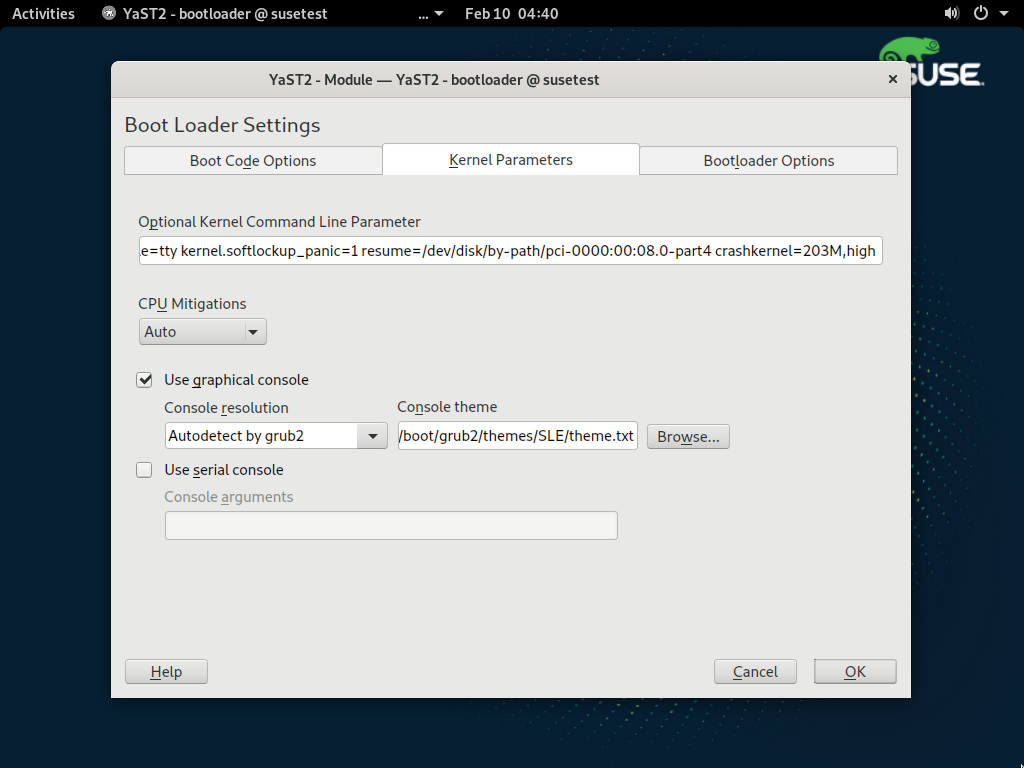 Activities YaST2 - bootloader @ susetest ... Feb 10 04:40
SUSE
YaST2 - Module — YaST2 - bootloader @ susetest
Boot Loader Settings
Boot Code Options Kernel Parameters Bootloader Options
Optional Kernel Command Line Parameter
e=tty kernel.softlockup_panic=1 resume=/dev/disk/by-path/pci-0000:00:08.0-part4 crashkernel=203M,high
CPU Mitigations
Auto
Use graphical console
Console resolution Console theme
Autodetect by grub2 /boot/grub2/themes/SLE/theme.txt Browse...
Use serial console
Console arguments
Help Cancel OK